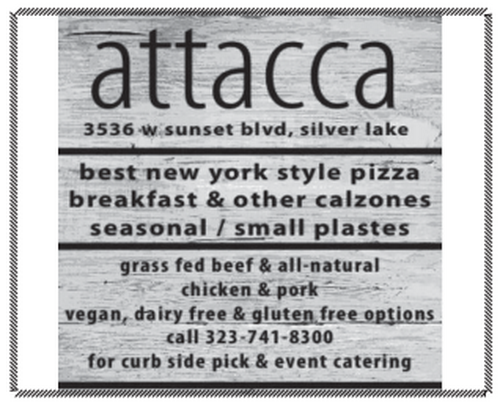 attacca
3536 w sunset blvd, silver lake
best new york style pizza
breakfast & other calzones
seasonal / small plastes
grass fed beef & all-natural
chicken & pork
vegan, dairy free & gluten free options
call 323-741-8300
for curb side pick & event catering